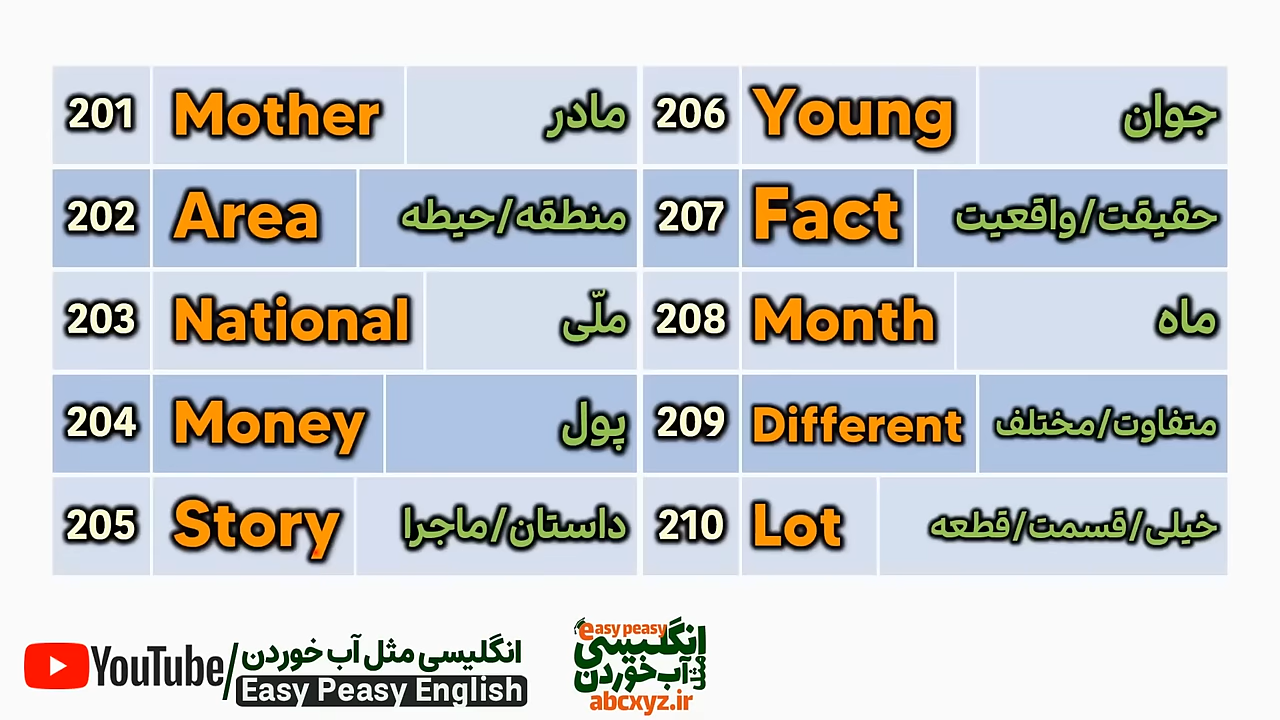 201 Mother مادر
202 Area منطقه/حیطه
203 National ملّی
204 Money پول
205 Story داستان/ماجرا
206 Young جوان
207 Fact حقیقت/واقعیت
208 Month ماه
209 Different متفاوت/مختلف
210 Lot خیلی/قسمت/قطعه
YouTube/انگلیسی مثل آب خوردن
Easy Peasy English
easy peasy
انگلیسی
مثل آب خوردن
abcxyz.ir